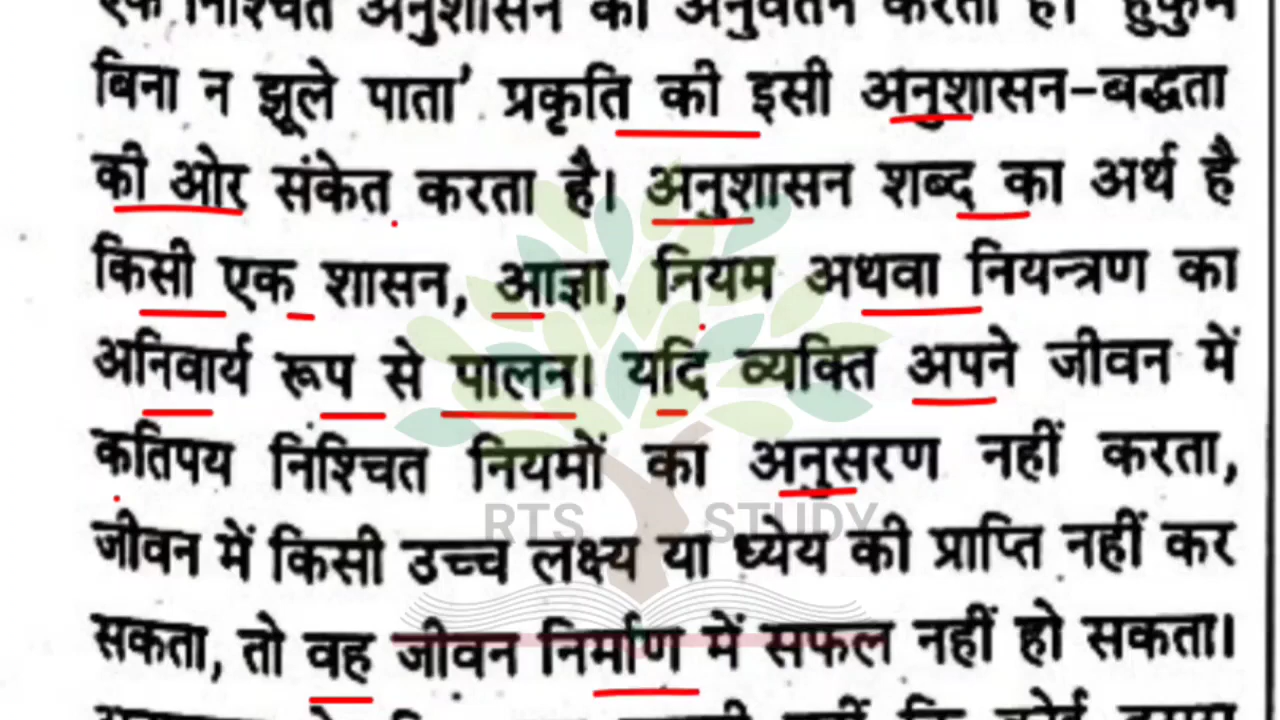 एक निश्चित अनुशासन का अनुवर्तन करता है। 'हुकुम
बिना न झूले पाता' प्रकृति की इसी अनुशासन-बद्धता
की ओर संकेत करता है। अनुशासन शब्द का अर्थ है
किसी एक शासन, आज्ञा, नियम अथवा नियन्त्रण का
अनिवार्य रूप से पालन। यदि व्यक्ति अपने जीवन में
कतिपय निश्चित नियमों का अनुसरण नहीं करता,
RTS STUDY
जीवन में किसी उच्च लक्ष्य या ध्येय की प्राप्ति नहीं कर
सकता, तो वह जीवन निर्माण में सफल नहीं हो सकता।